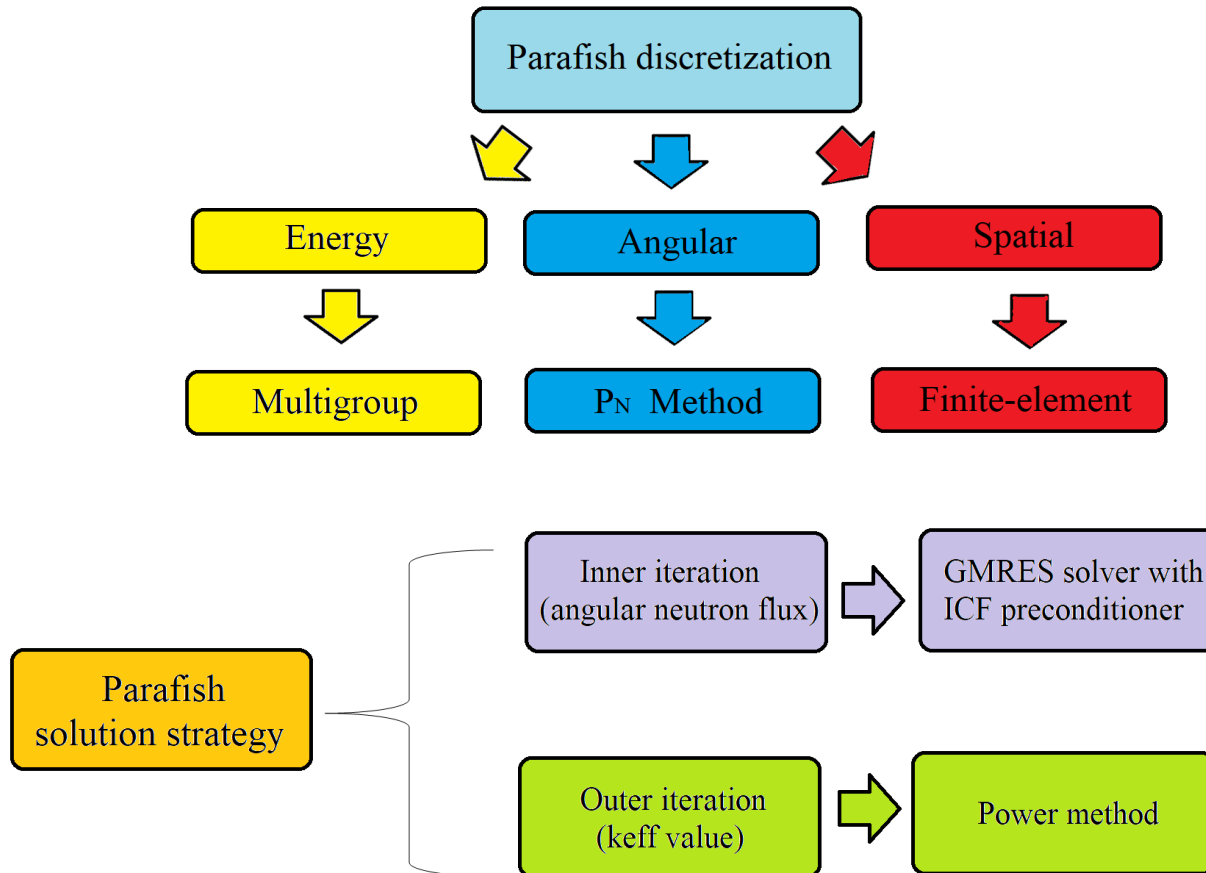 Parafish discretization
Energy
Angular
Spatial
Multigroup
PN Method
Finite-element
Inner iteration
(angular neutron flux)
GMRES solver with
ICF preconditioner
Parafish
solution strategy
Outer iteration
(keff value)
Power method